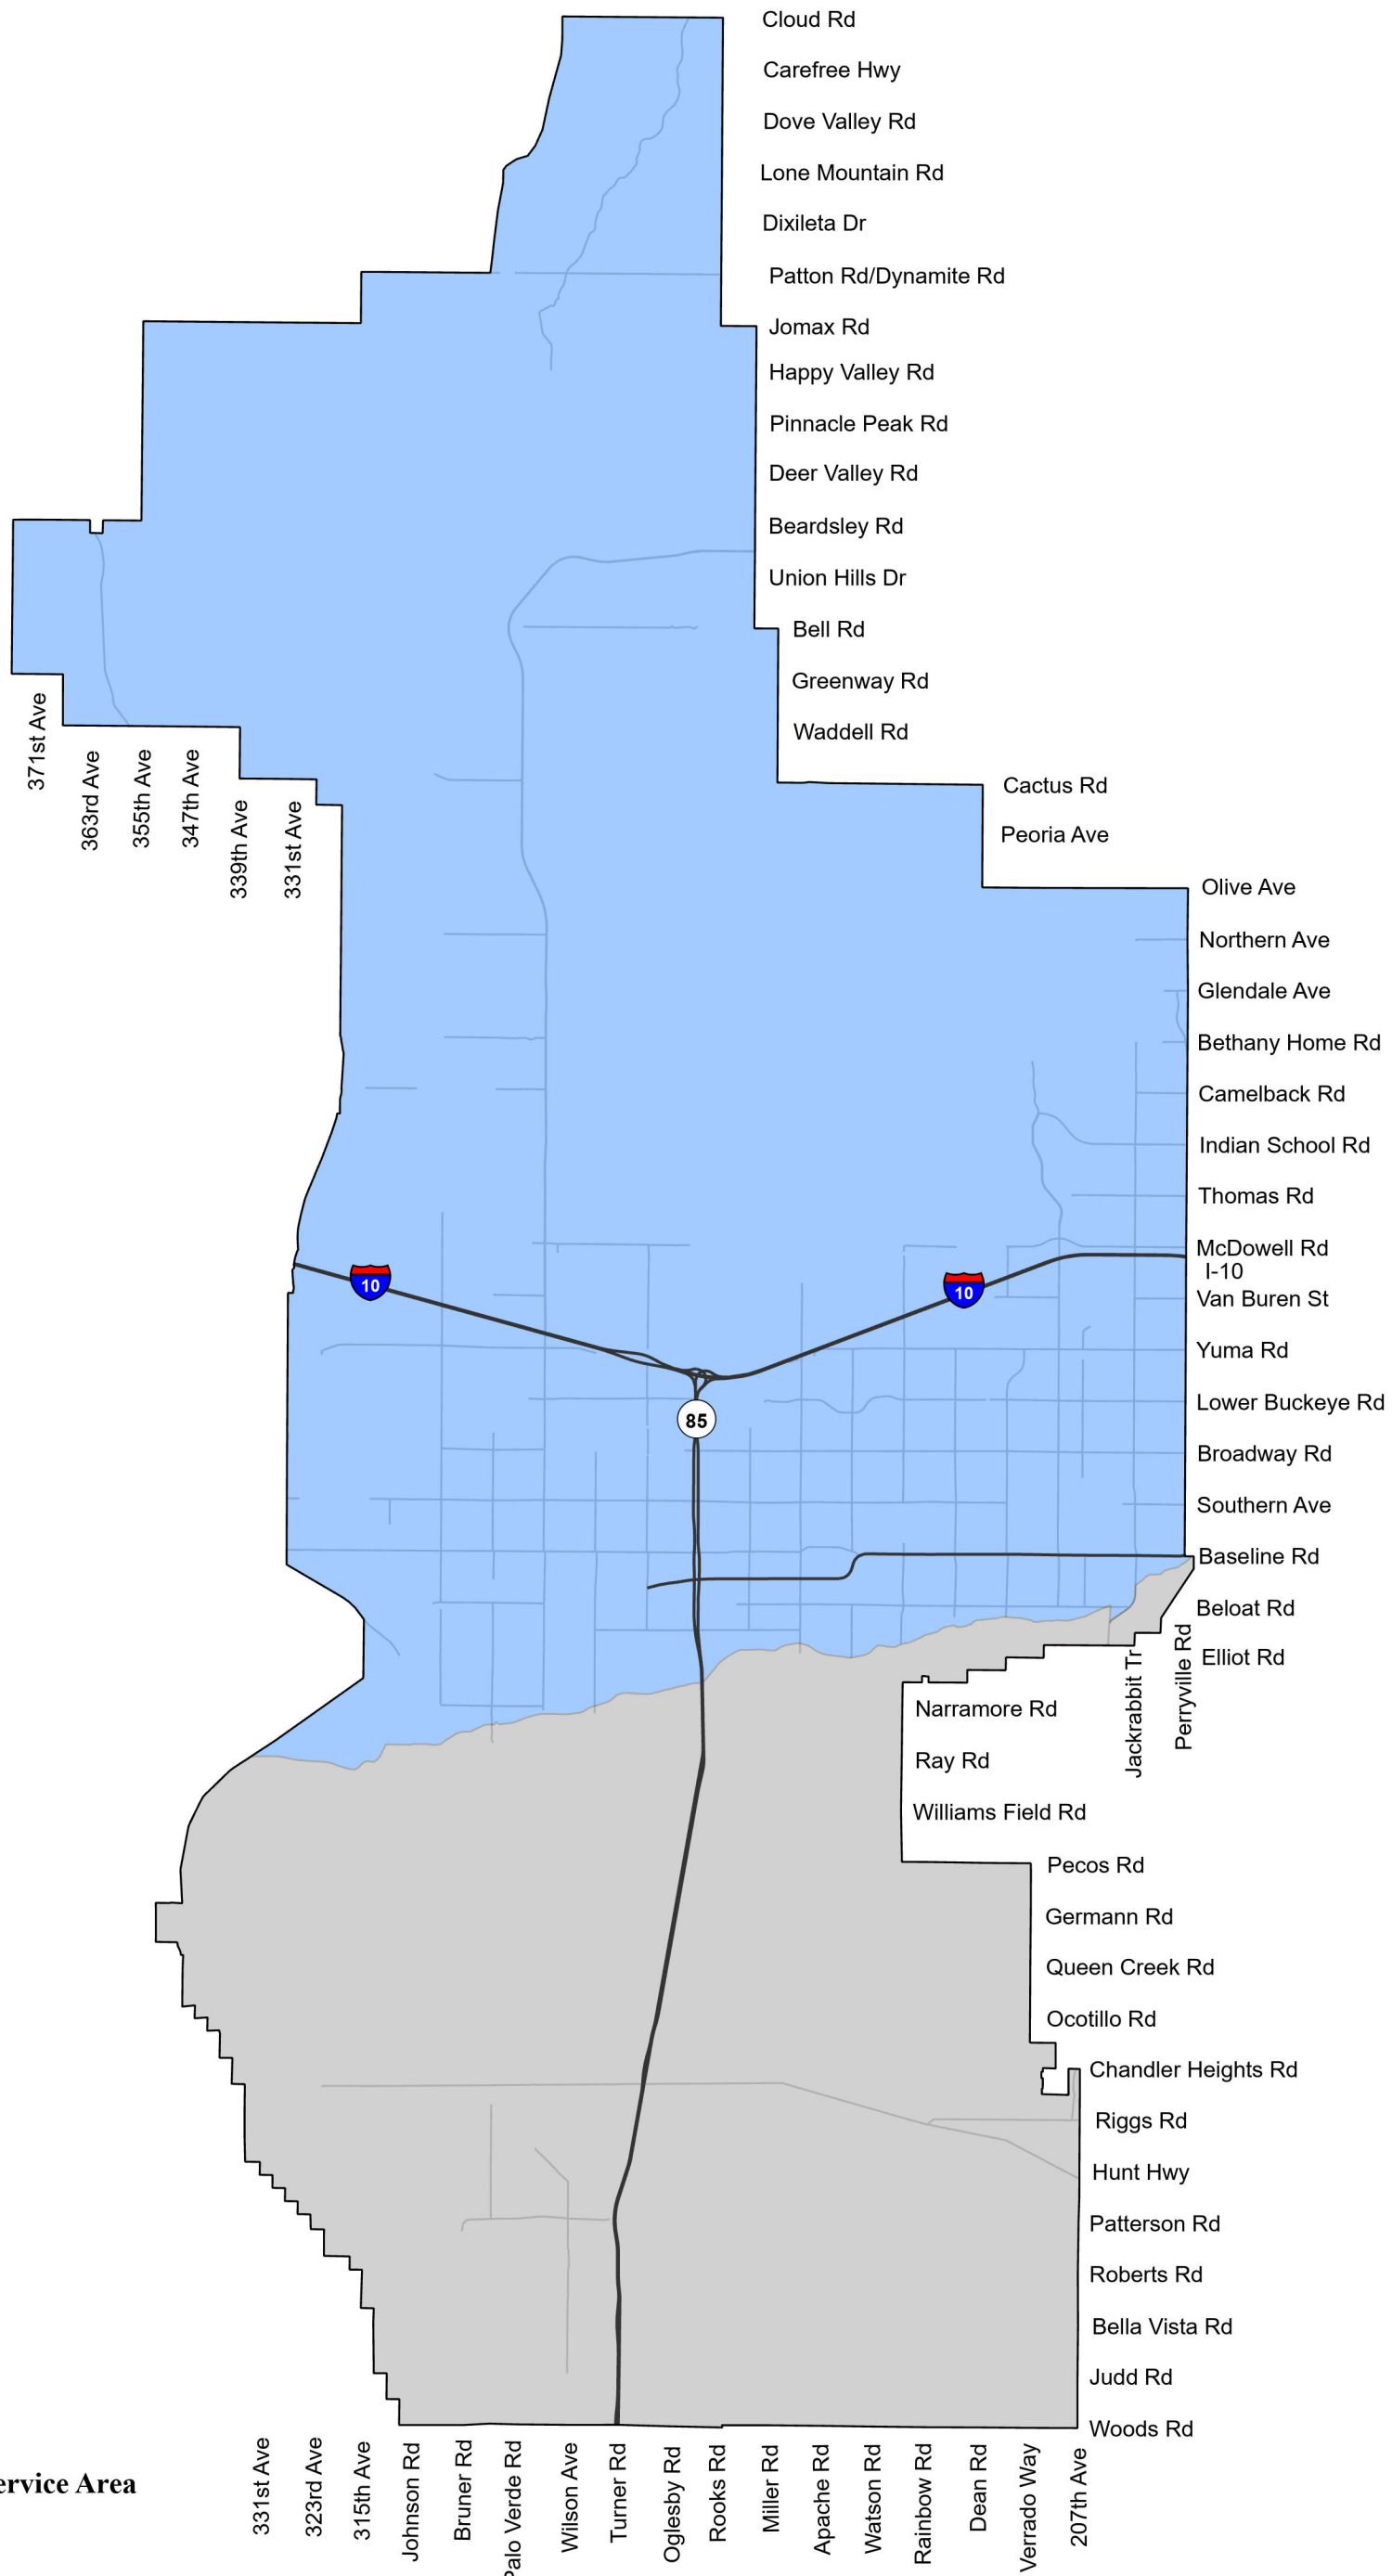 Cloud Rd
Carefree Hwy
Dove Valley Rd
Lone Mountain Rd
Dixileta Dr
Patton Rd/Dynamite Rd
Jomax Rd
Happy Valley Rd
Pinnacle Peak Rd
Deer Valley Rd
Beardsley Rd
Union Hills Dr
Bell Rd
Greenway Rd
Waddell Rd
371st Ave
363rd Ave
355th Ave
347th Ave
339th Ave
331st Ave
Cactus Rd
Peoria Ave
Olive Ave
Northern Ave
Glendale Ave
Bethany Home Rd
Camelback Rd
Indian School Rd
Thomas Rd
McDowell Rd
I-10
10
10
Van Buren St
Yuma Rd
Lower Buckeye Rd
85
Broadway Rd
Southern Ave
Baseline Rd
Beloat Rd
Elliot Rd
Jackrabbit Tr
Perryville Rd
Narramore Rd
Ray Rd
Williams Field Rd
Pecos Rd
Germann Rd
Queen Creek Rd
Ocotillo Rd
Chandler Heights Rd
Riggs Rd
Hunt Hwy
Patterson Rd
Roberts Rd
Bella Vista Rd
Judd Rd
Woods Rd
ervice Area
331st Ave
323rd Ave
315th Ave
Johnson Rd
Bruner Rd
Palo Verde Rd
Wilson Ave
Turner Rd
Oglesby Rd
Rooks Rd
Miller Rd
Apache Rd
Watson Rd
Rainbow Rd
Dean Rd
Verrado Way
207th Ave